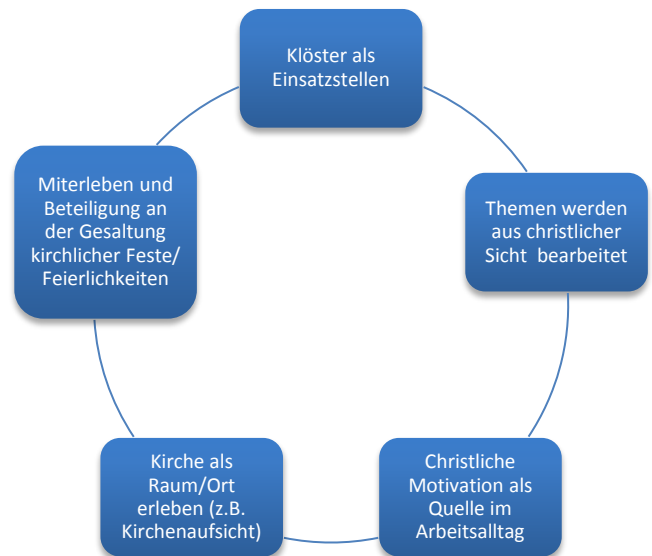 Klöster als
Einsatzstellen
Themen werden
aus christlicher
Sicht bearbeitet
Christliche
Motivation als
Quelle im
Arbeitsalltag
Kirche als
Raum/Ort
erleben (z.B.
Kirchenaufsicht)
Miterleben und
Beteiligung an
der Gesaltung
kirchlicher Feste/
Feierlichkeiten